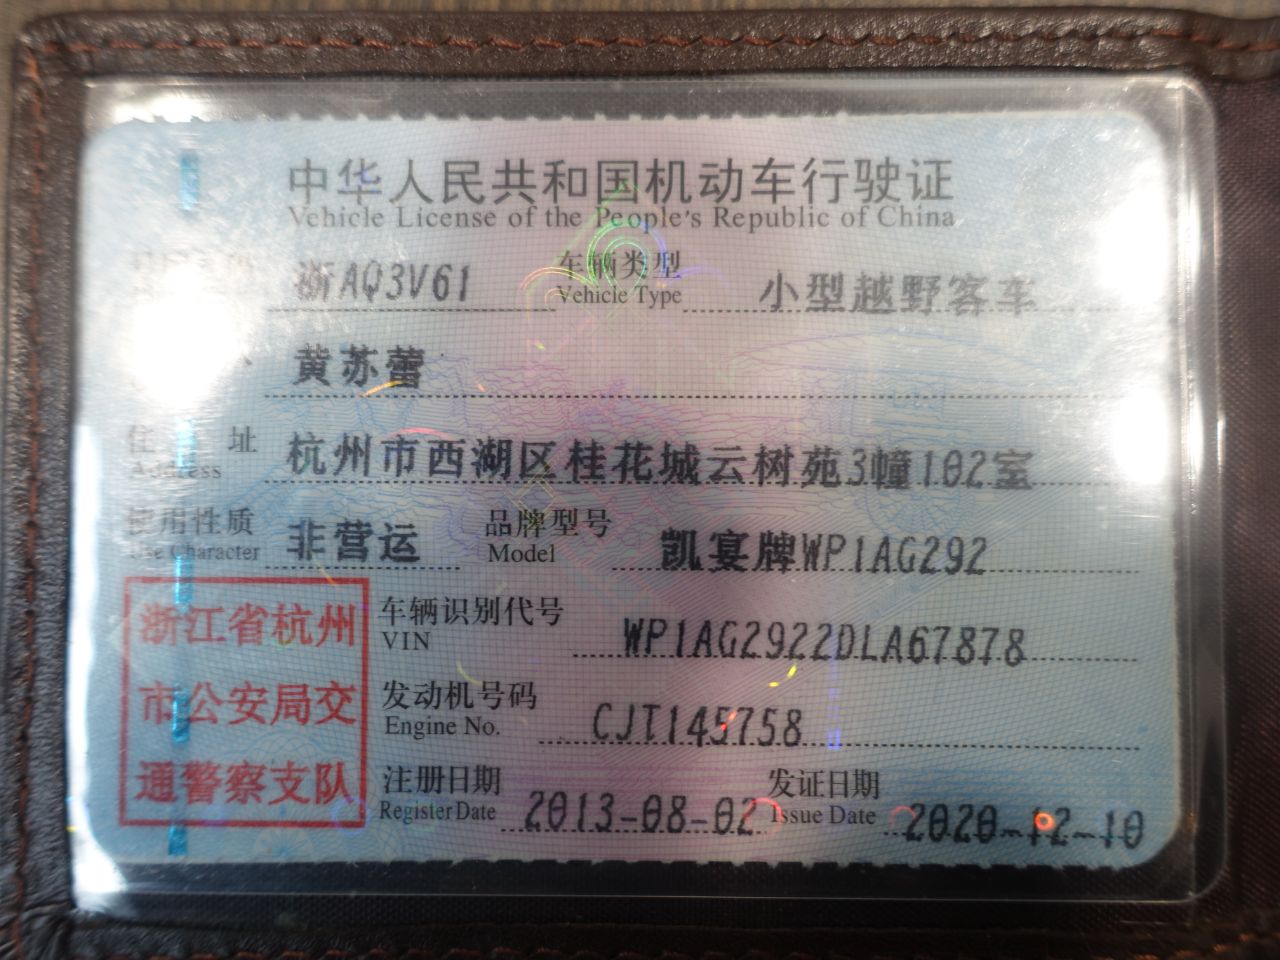 中华人民共和国机动车行驶证
Vehicle License of the People's Republic of China
浙AQ3V61 车辆类型 小型越野客车
Vehicle Type
黄苏蕾
住 址 杭州市西湖区桂花城云树苑3幢102室
Address
使用性质 非营运 品牌型号 凯宴牌WP1AG292
Use Character Model
浙江省杭州
市公安局交
通警察支队
车辆识别代号 WP1AG2922DLA67878
VIN
发动机号码 CJT145758
Engine No.
注册日期 2013-08-02 发证日期 2020-12-10
Register Date Issue Date